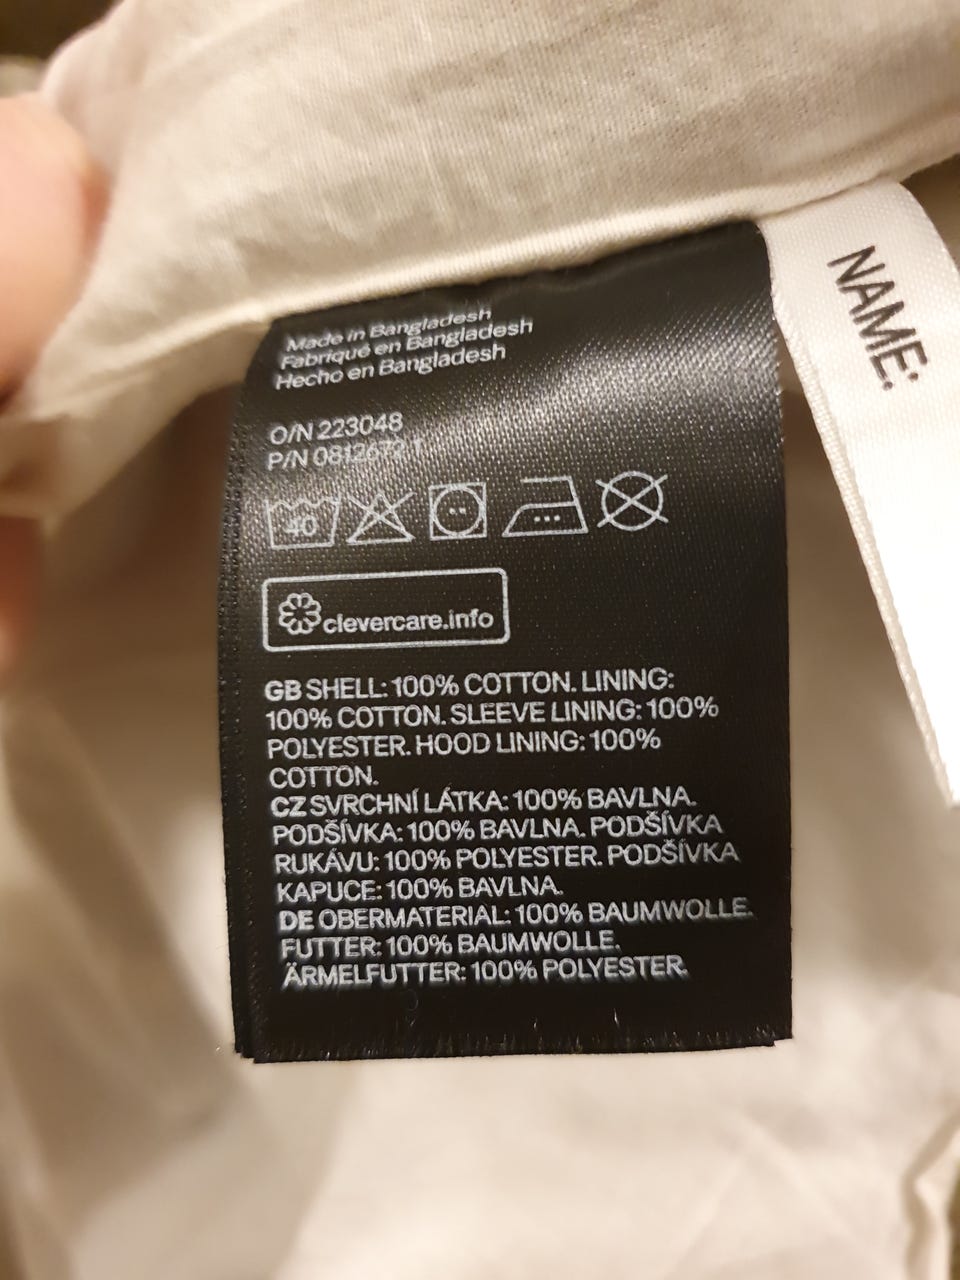 Made in Bangladesh
Fabriqué en Bangladesh
Hecho en Bangladesh
O/N 223048
P/N
40
clevercare.info
GB SHELL: 100% COTTON. LINING:
100% COTTON. SLEEVE LINING: 100%
POLYESTER. HOOD LINING: 100%
COTTON.
CZ SVRCHNÍ LÁTKA: 100% BAVLNA.
PODŠÍVKA: 100% BAVLNA. PODŠÍVKA
RUKÁVU: 100% POLYESTER. PODŠÍVKA
KAPUCE: 100% BAVLNA.
DE OBERMATERIAL: 100% BAUMWOLLE.
FUTTER: 100% BAUMWOLLE.
ÄRMELFUTTER: 100% POLYESTER.
NAME: